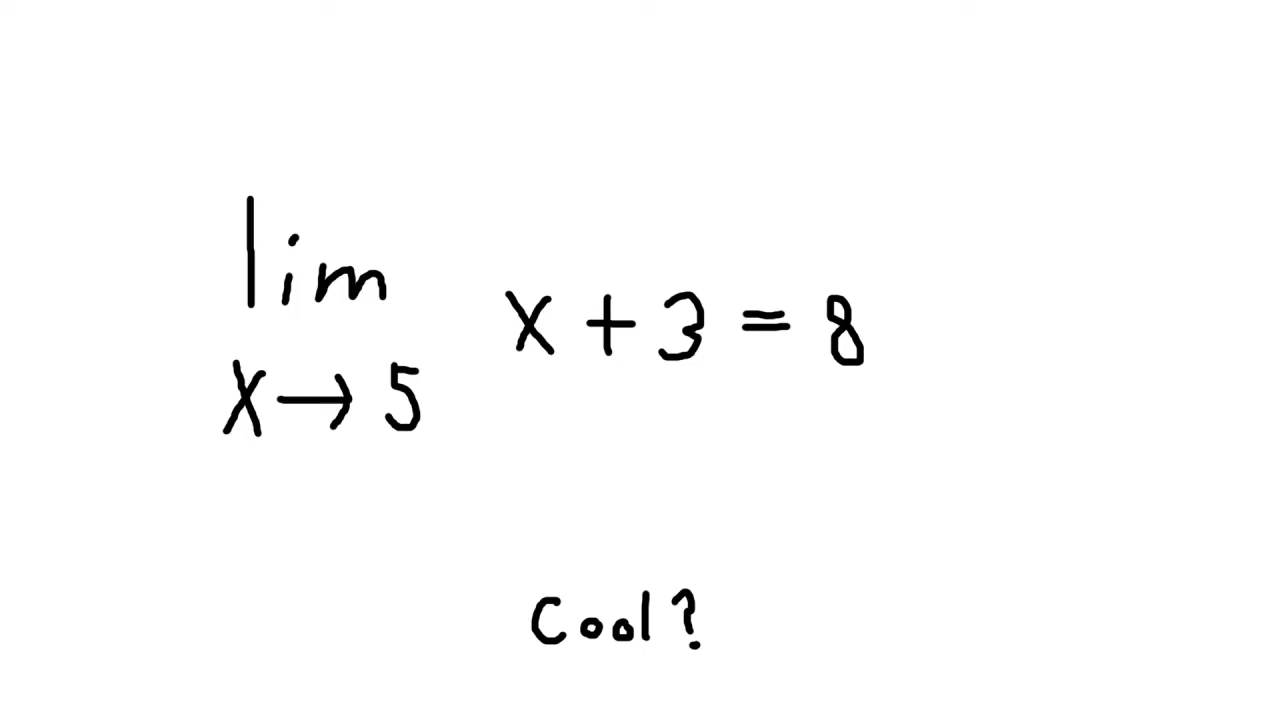 lim x + 3 = 8
x → 5
Cool?